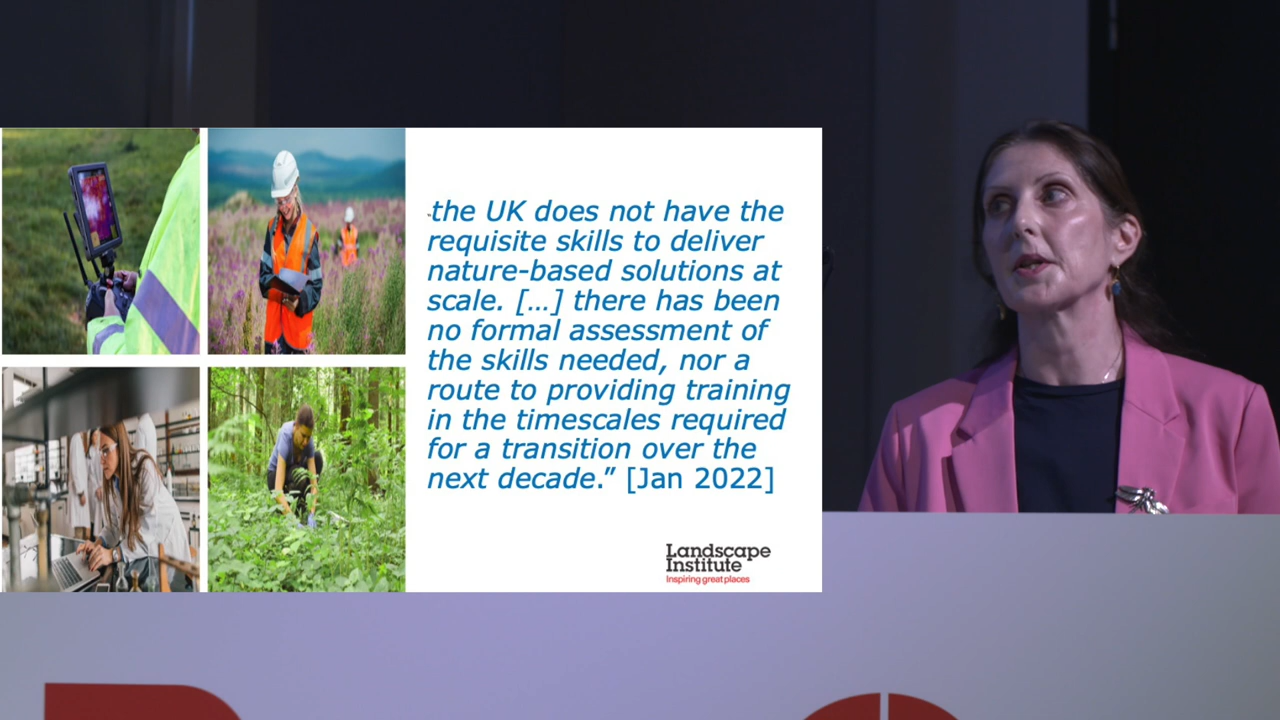 “the UK does not have the
requisite skills to deliver
nature-based solutions at
scale. […] there has been
no formal assessment of
the skills needed, nor a
route to providing training
in the timescales required
for a transition over the
next decade.” [Jan 2022]
Landscape
Institute
Inspiring great places